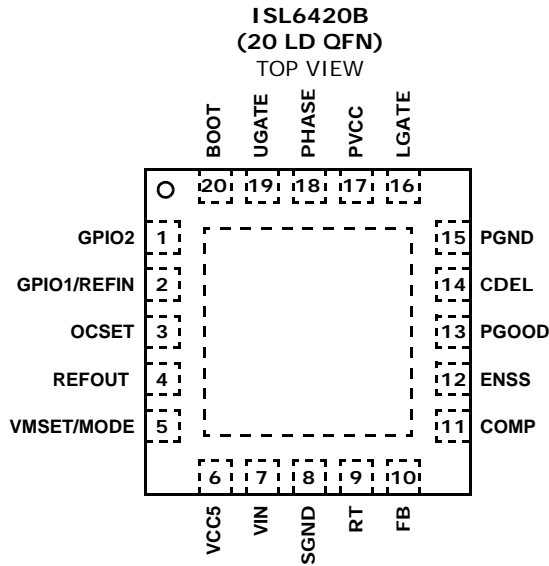 ISL6420B
(20 LD QFN)
TOP VIEW
BOOT
UGATE
PHASE
PVCC
LGATE
20
19
18
17
16
GPIO2 1
GPIO1/REFIN 2
OCSET 3
REFOUT 4
VMSET/MODE 5
15 PGND
14 CDEL
13 PGOOD
12 ENSS
11 COMP
6
7
8
9
10
VCC5
VIN
SGND
RT
FB